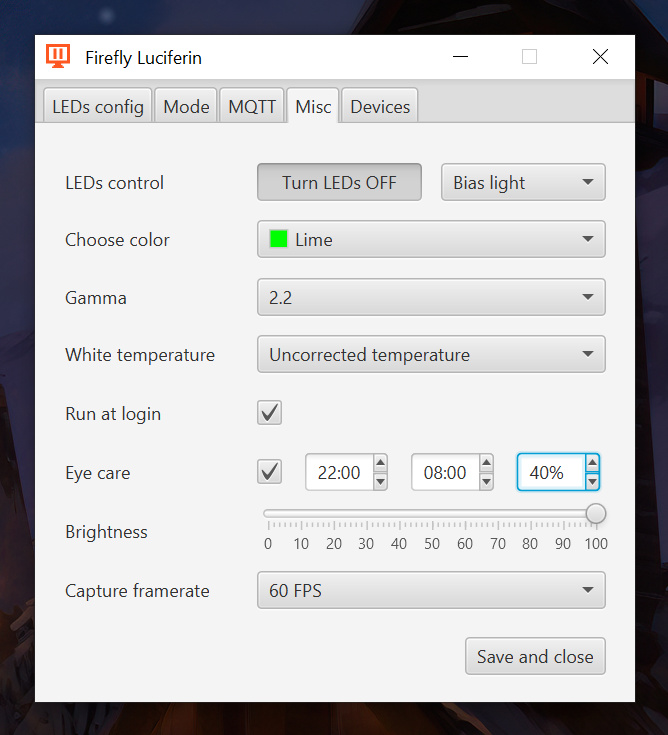 Firefly Luciferin
LEDs config Mode MQTT Misc Devices
LEDs control Turn LEDs OFF Bias light
Choose color Lime
Gamma 2.2
White temperature Uncorrected temperature
Run at login
Eye care 22:00 08:00 40%
Brightness
0 10 20 30 40 50 60 70 80 90 100
Capture framerate 60 FPS
Save and close